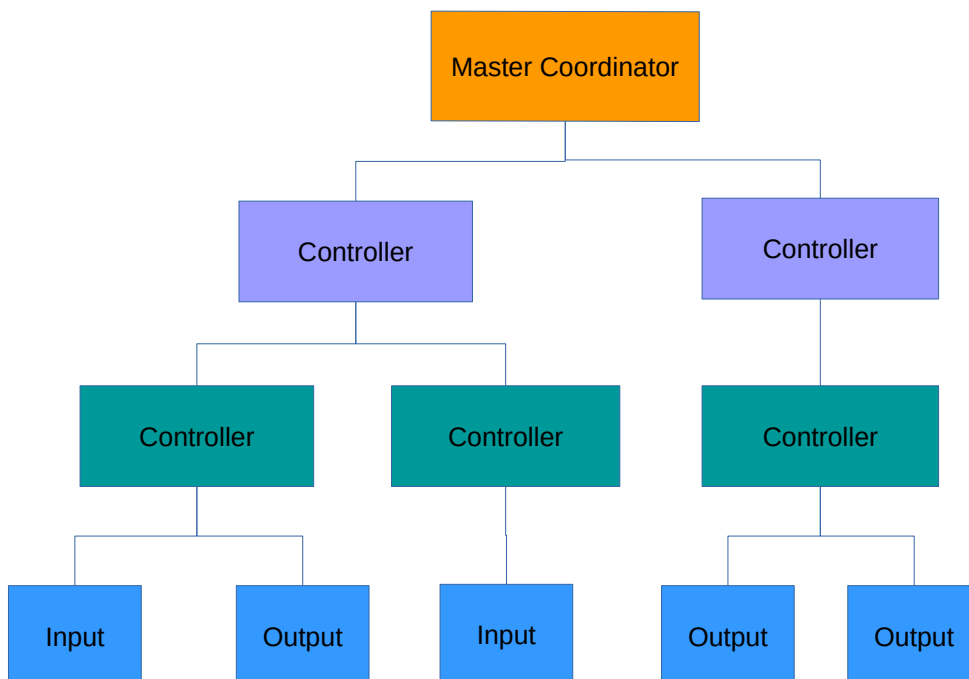 Master Coordinator
Controller
Controller
Controller
Controller
Controller
Input
Output
Input
Output
Output